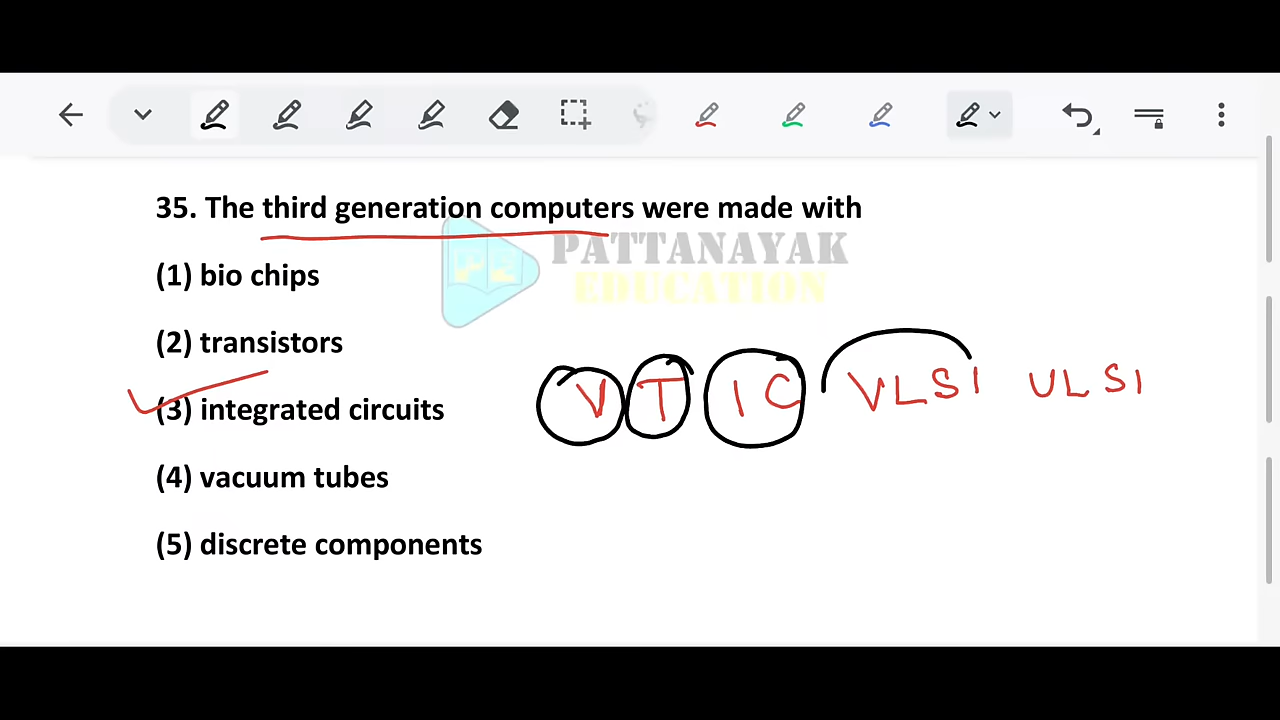 35. The third generation computers were made with
PATTANAYAK
EDUCATION
(1) bio chips
(2) transistors
(3) integrated circuits
V T IC VLSI ULSI
(4) vacuum tubes
(5) discrete components